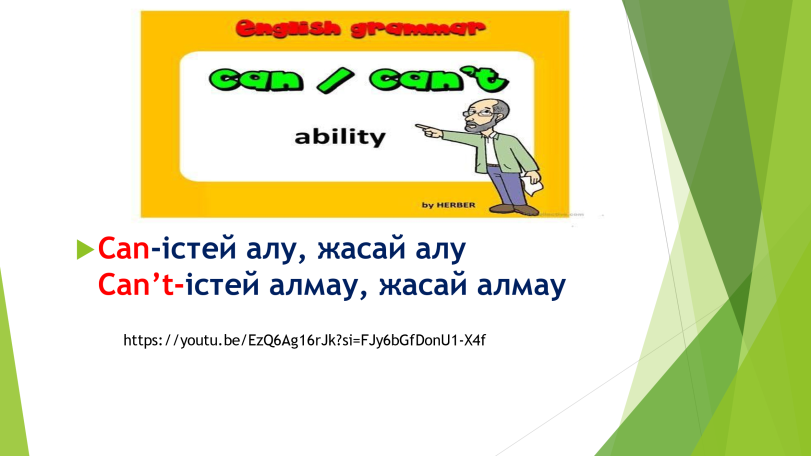 English grammar
can / can't
ability
by HERBER
Can-істей алу, жасай алу
Can’t-істей алмау, жасай алмау
https://youtu.be/EzQ6Ag16rJk?si=FJy6bGfDonU1-X4f